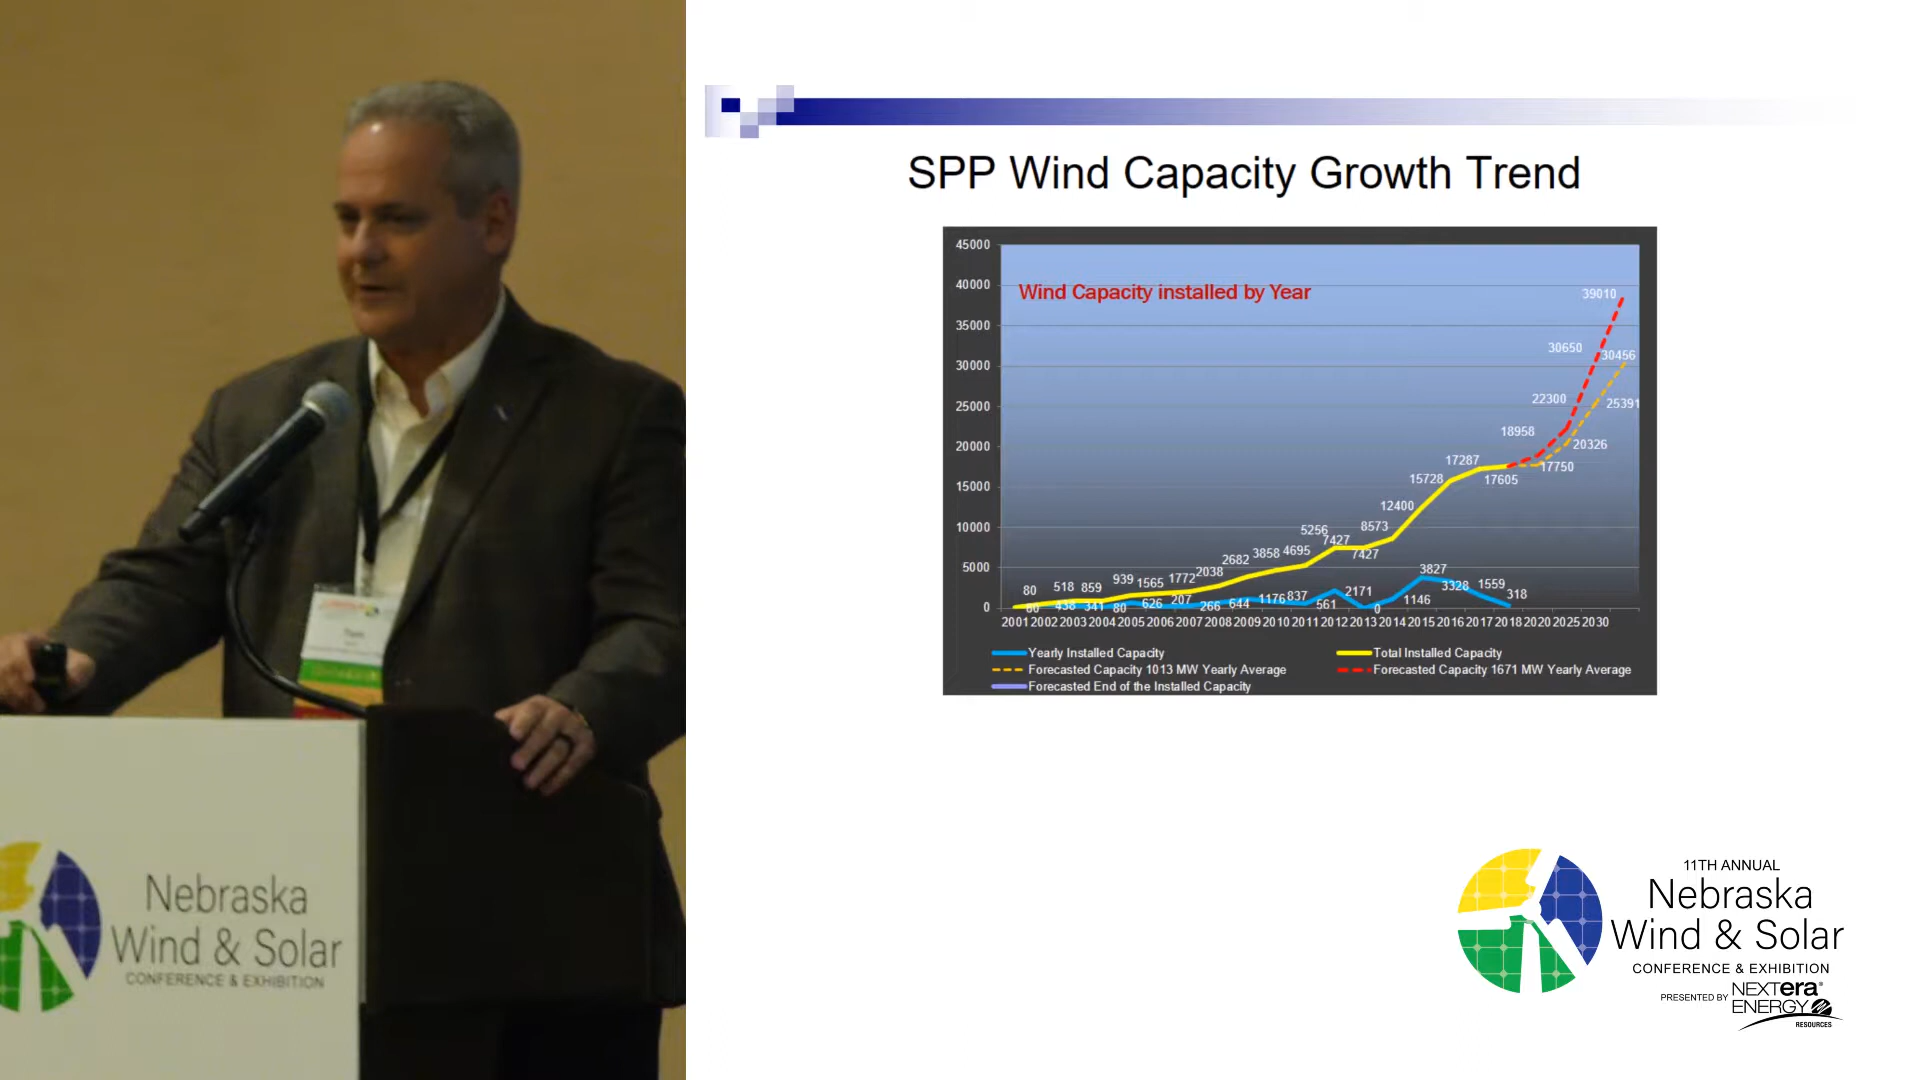 SPP Wind Capacity Growth Trend
45000
40000
35000
30000
25000
20000
15000
10000
5000
0
Wind Capacity installed by Year
39010
30650
30456
22300
25391
18958
20326
17287
17750
15728
17605
12400
8573
5256
7427
7427
80 518 859 939 1565 1772 2038 2682 3858 4695
80 438 341 80 626 207 266 644 1176 837 561 2171 0 1146 3827 3328 1559 318
2001 2002 2003 2004 2005 2006 2007 2008 2009 2010 2011 2012 2013 2014 2015 2016 2017 2018 2020 2025 2030
Yearly Installed Capacity
Total Installed Capacity
Forecasted Capacity 1013 MW Yearly Average
Forecasted Capacity 1671 MW Yearly Average
Forecasted End of the Installed Capacity
Nebraska
Wind & Solar
CONFERENCE & EXHIBITION
11TH ANNUAL
Nebraska
Wind & Solar
CONFERENCE & EXHIBITION
PRESENTED BY NEXTera
ENERGY
RESOURCES